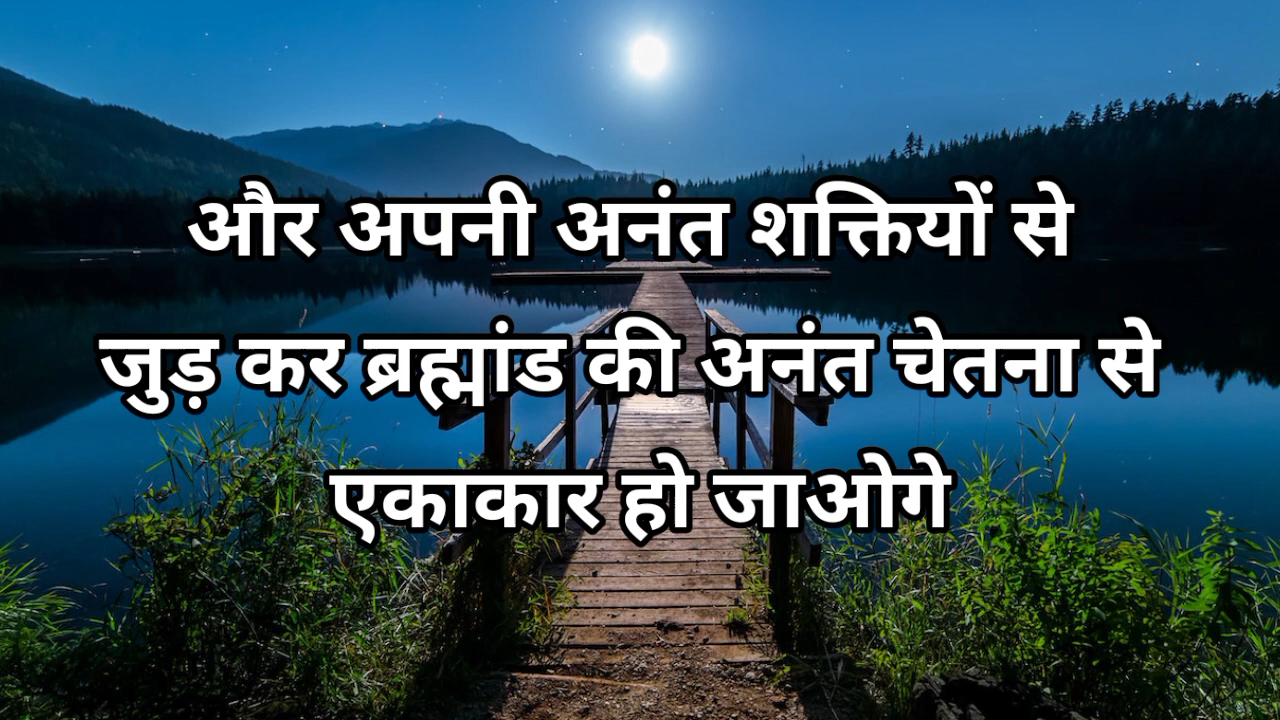 और अपनी अनंत शक्तियों से
जुड़ कर ब्रह्मांड की अनंत चेतना से
एकाकार हो जाओगे